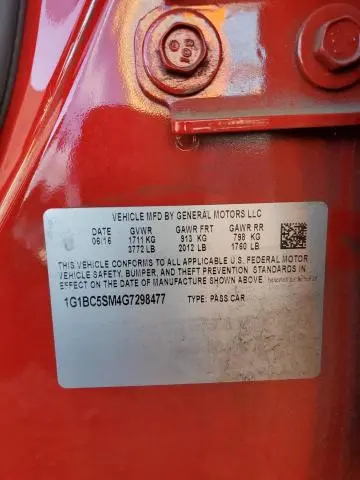 VEHICLE MFD BY GENERAL MOTORS LLC
DATE GVWR GAWR FRT GAWR RR
06/16 1711 KG 913 KG 798 KG
3772 LB 2012 LB 1760 LB
THIS VEHICLE CONFORMS TO ALL APPLICABLE U.S. FEDERAL MOTOR
VEHICLE SAFETY, BUMPER, AND THEFT PREVENTION STANDARDS IN
EFFECT ON THE DATE OF MANUFACTURE SHOWN ABOVE.
1G1BC5SM4G7298477 TYPE: PASS CAR